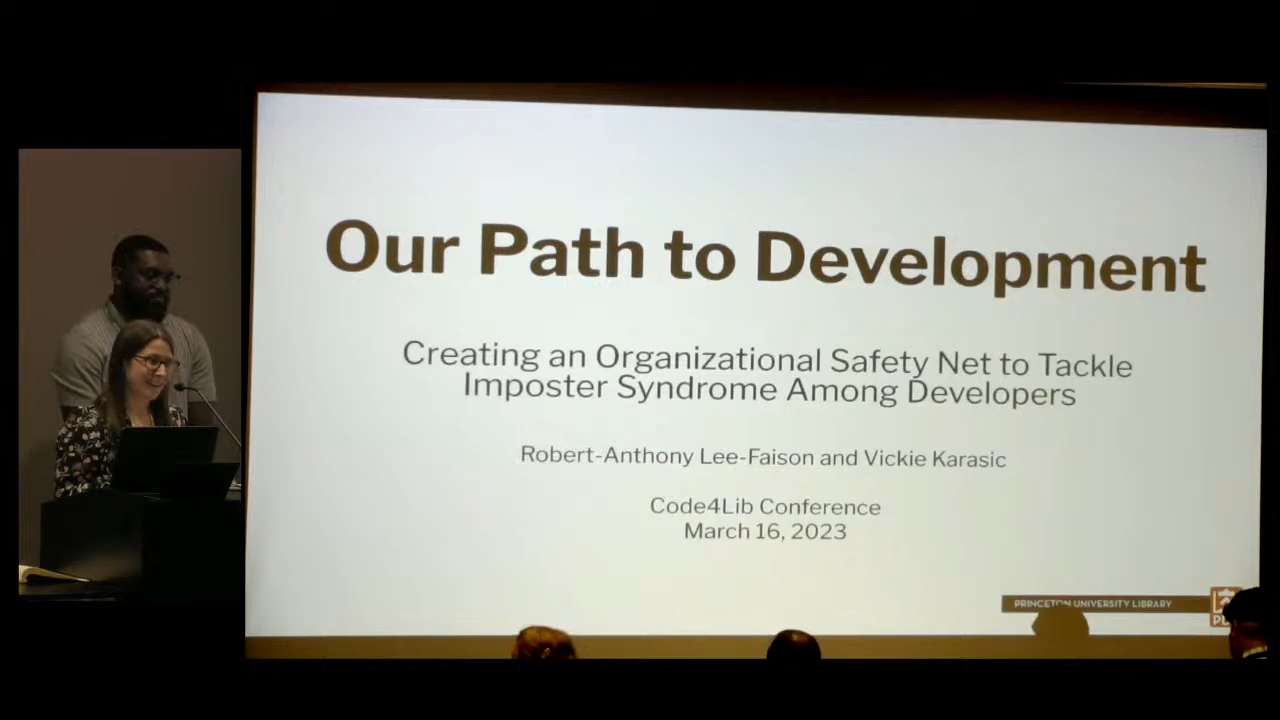 Our Path to Development
Creating an Organizational Safety Net to Tackle
Imposter Syndrome Among Developers
Robert-Anthony Lee-Faison and Vickie Karasic
Code4Lib Conference
March 16, 2023
PRINCETON UNIVERSITY LIBRARY